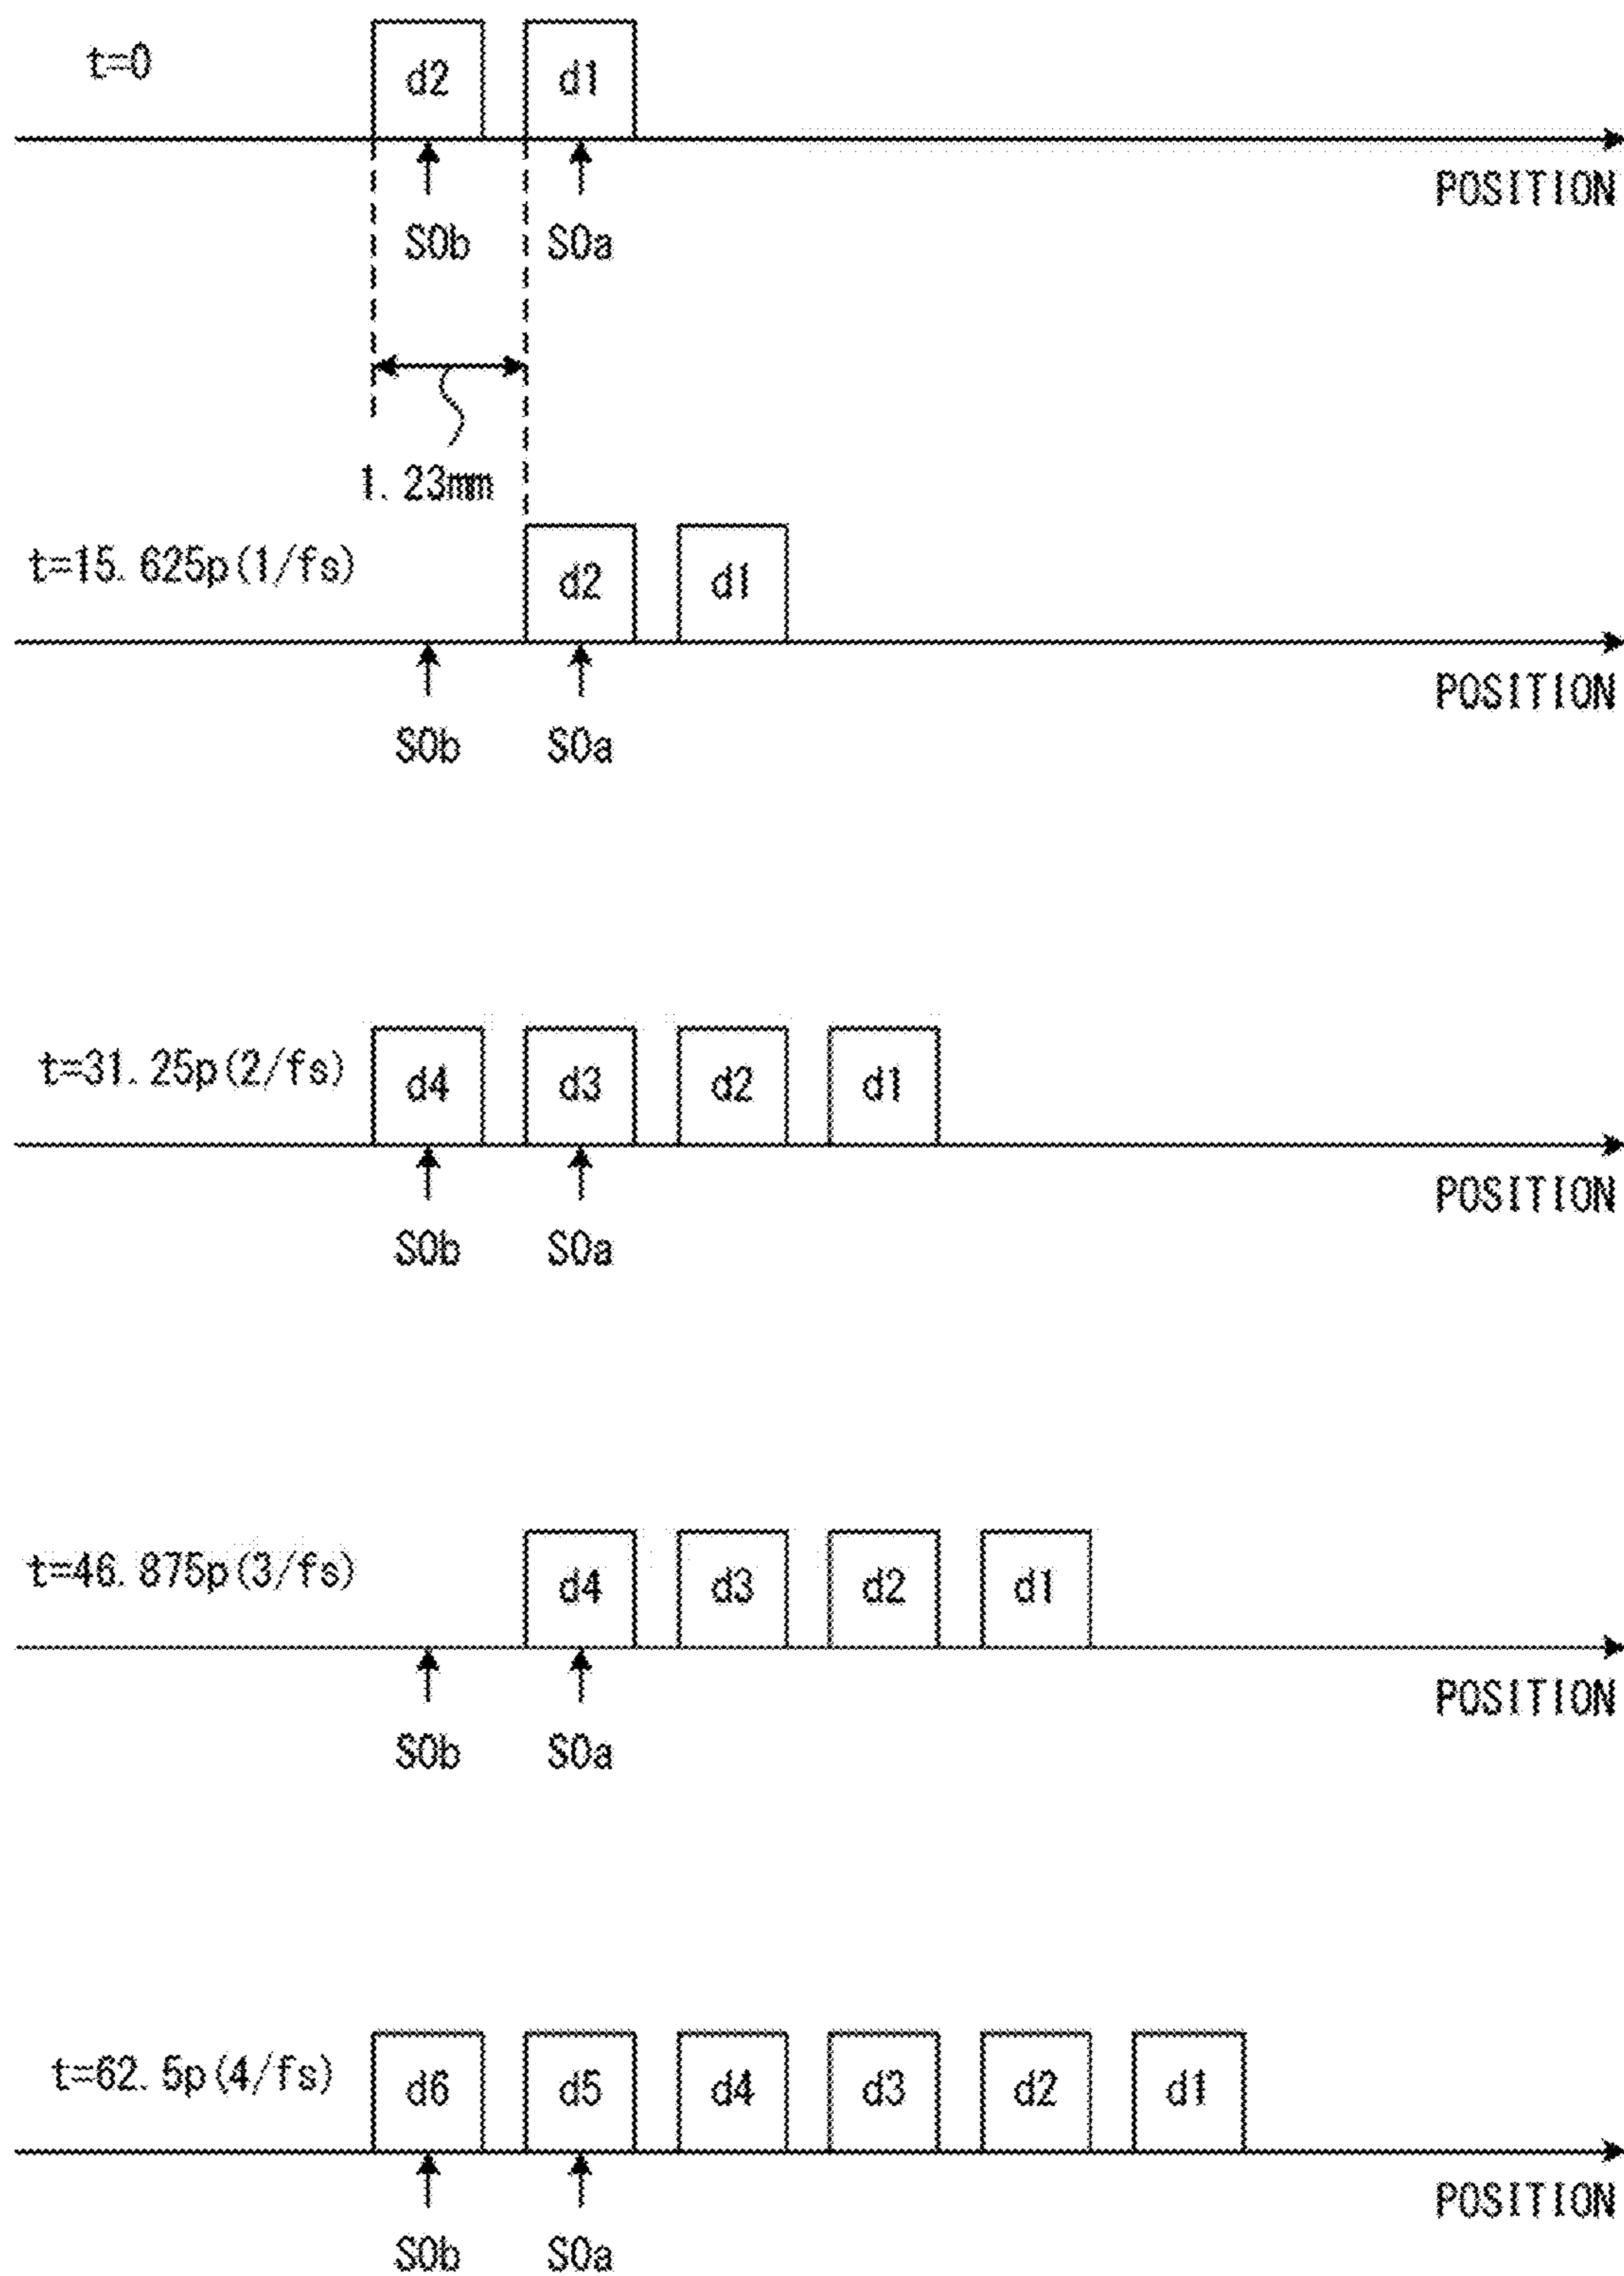 t=0
d2 d1
POSITION
S0b S0a
1.23mm
t=15.625p(1/fs)
d2 d1
POSITION
S0b S0a
t=31.25p(2/fs)
d4 d3 d2 d1
POSITION
S0b S0a
t=46.875p(3/fs)
d4 d3 d2 d1
POSITION
S0b S0a
t=62.5p(4/fs)
d6 d5 d4 d3 d2 d1
POSITION
S0b S0a